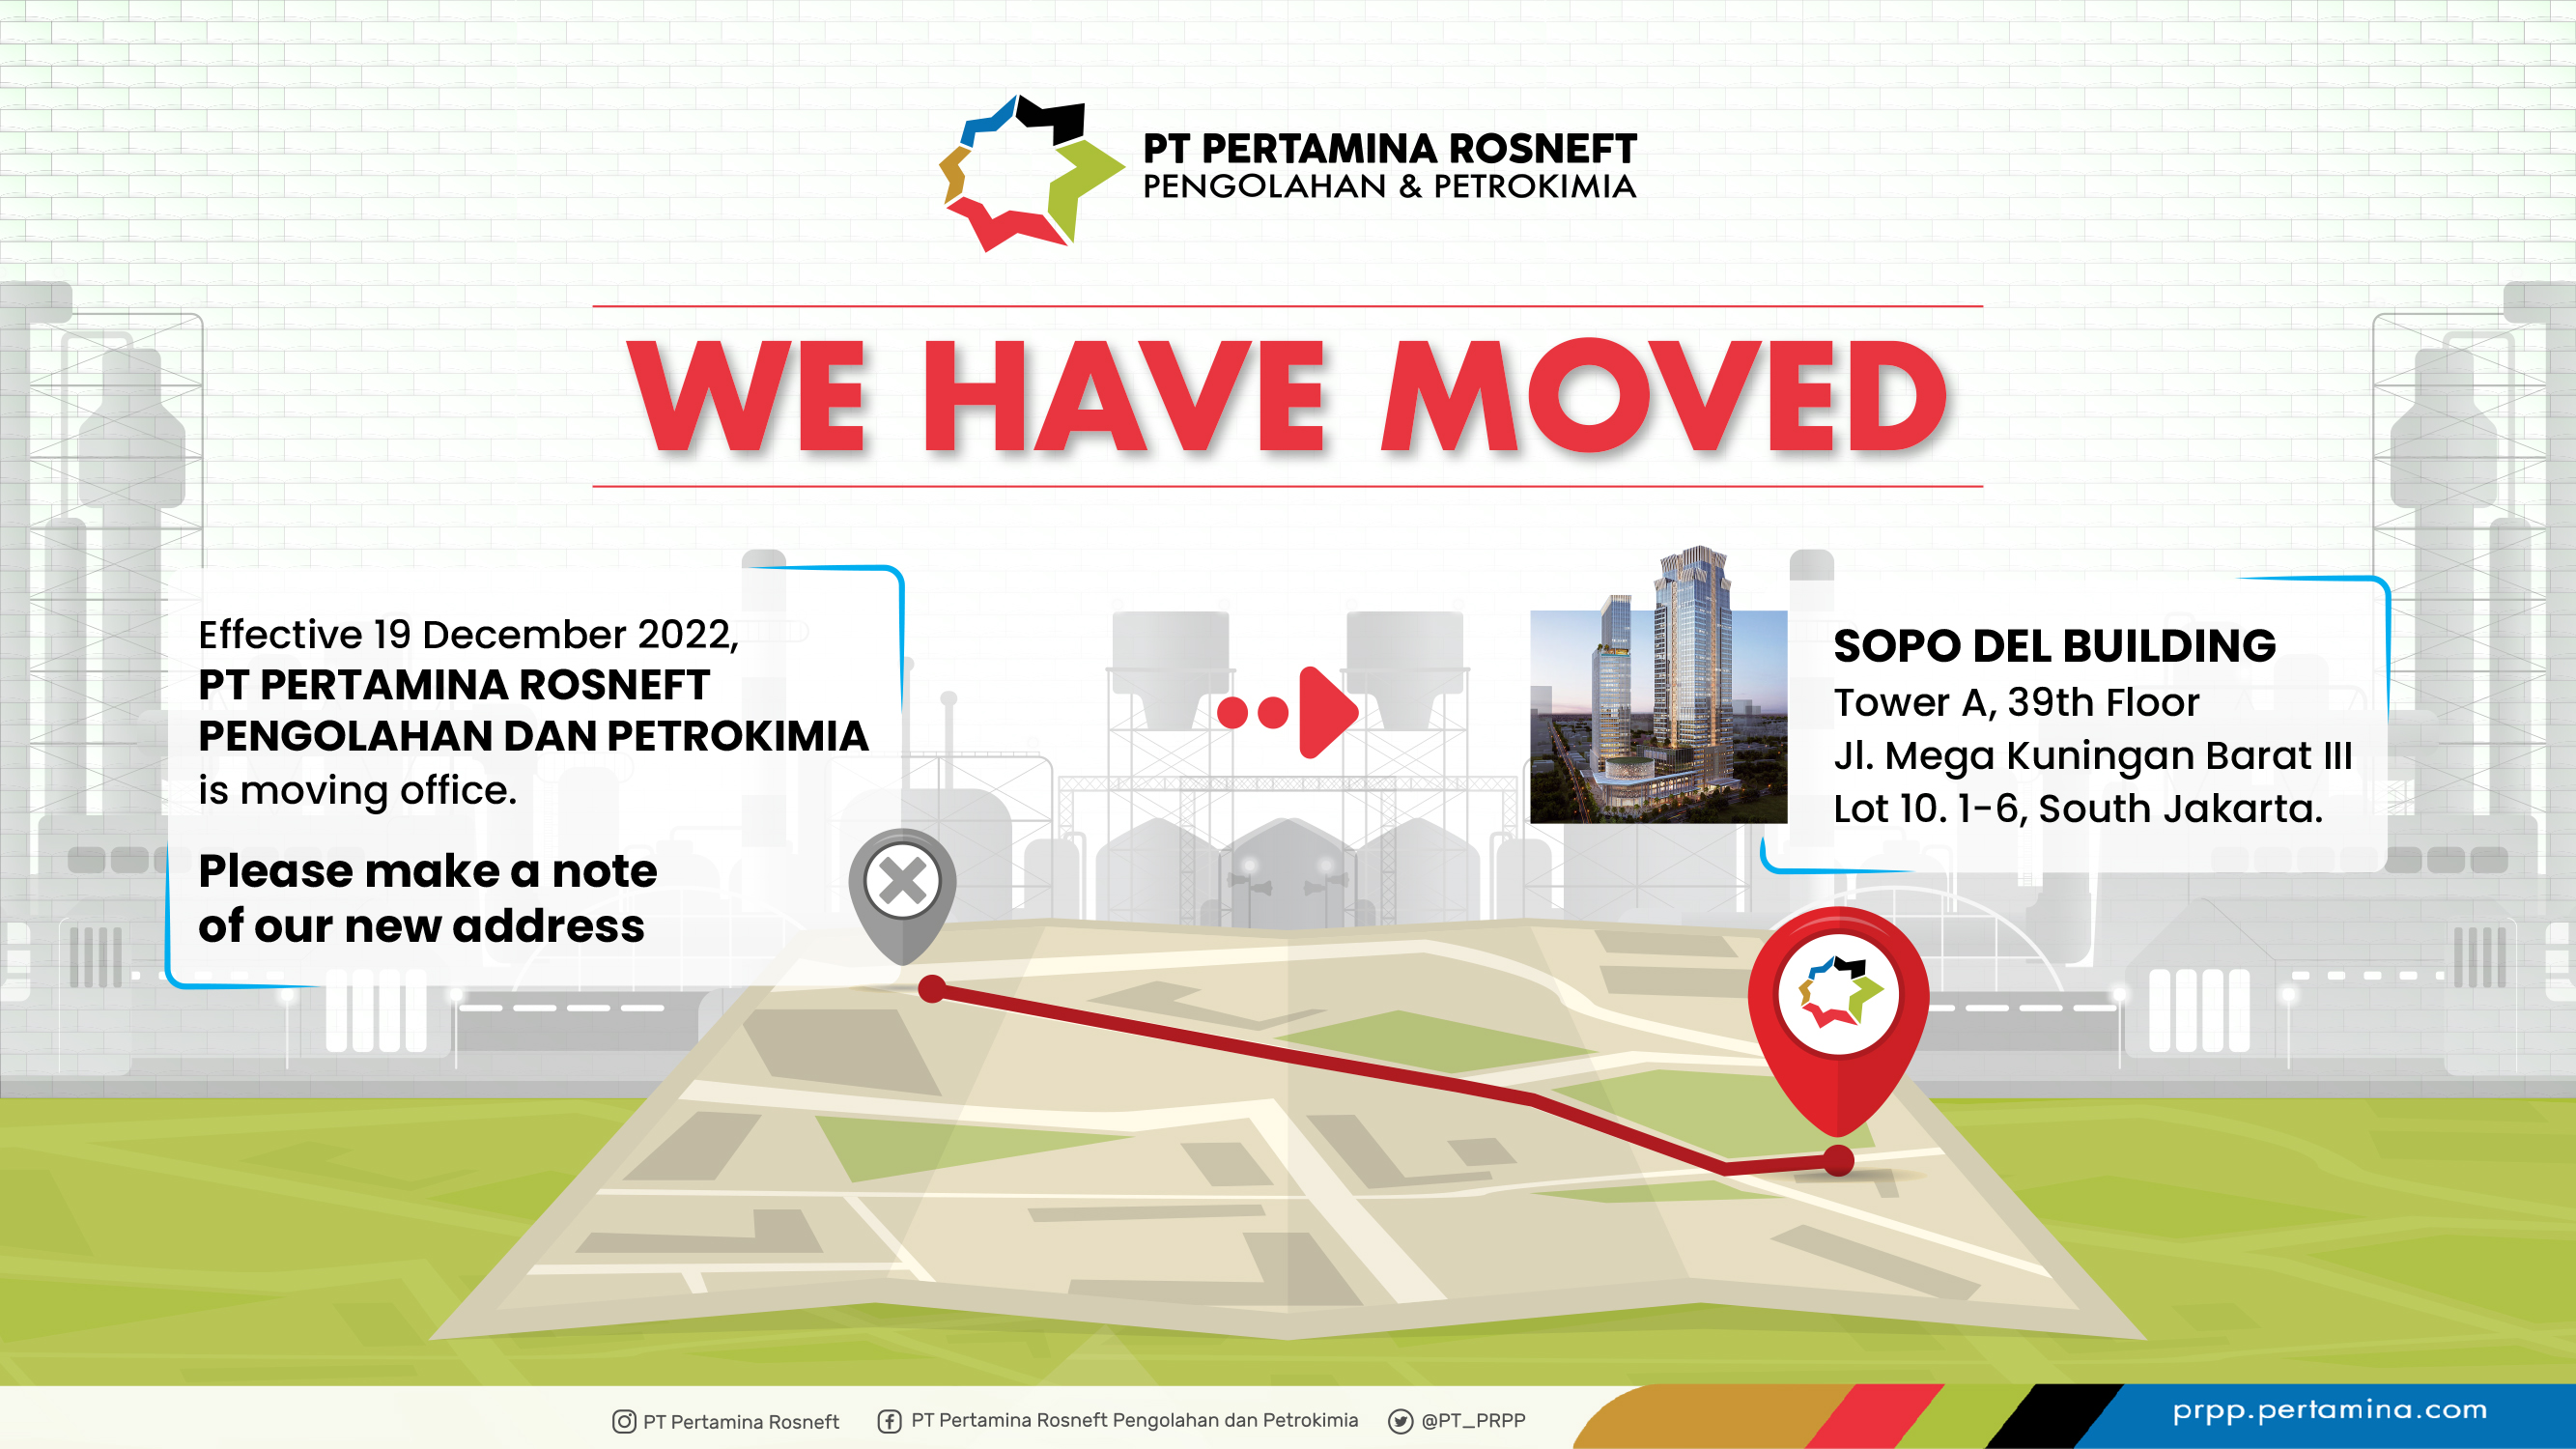 PT PERTAMINA ROSNEFT
PENGOLAHAN & PETROKIMIA
WE HAVE MOVED
Effective 19 December 2022,
PT PERTAMINA ROSNEFT
PENGOLAHAN DAN PETROKIMIA
is moving office.
Please make a note
of our new address
SOPO DEL BUILDING
Tower A, 39th Floor
Jl. Mega Kuningan Barat III
Lot 10. 1-6, South Jakarta.
PT Pertamina Rosneft
PT Pertamina Rosneft Pengolahan dan Petrokimia
@PT_PRPP
prpp.pertamina.com